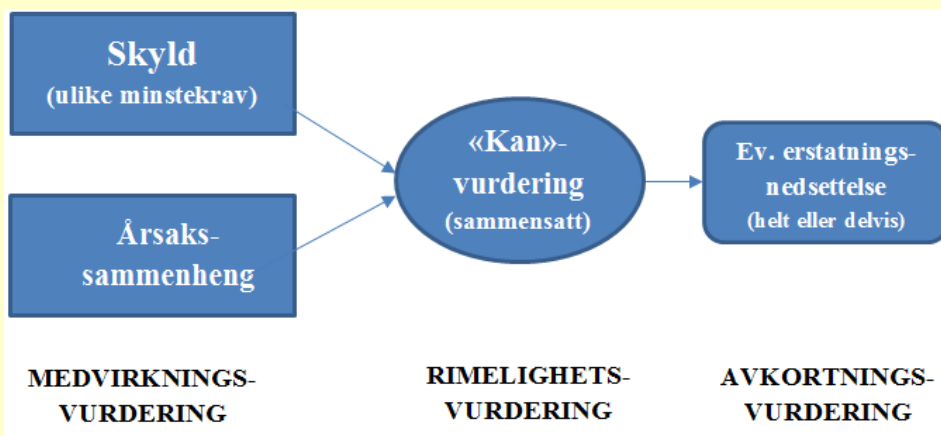 Skyld
(ulike minstekrav)
Årsaks-
sammenheng
«Kan»-
vurdering
(sammensatt)
Ev. erstatnings-
nedsettelse
(helt eller delvis)
MEDVIRKNINGS-
VURDERING
RIMELIGHETS-
VURDERING
AVKORTNINGS-
VURDERING